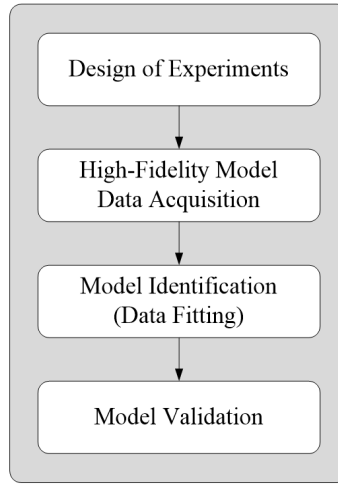 Design of Experiments
High-Fidelity Model
Data Acquisition
Model Identification
(Data Fitting)
Model Validation